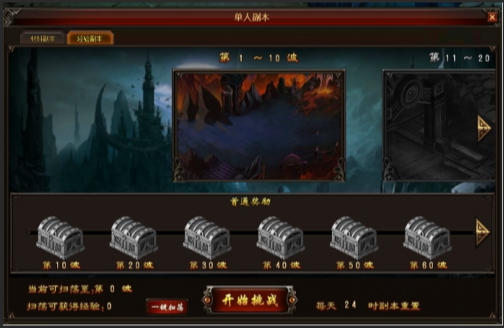 单人副本
材料副本 经验副本
第 1 ～ 10 波
第 11 ～ 20
普通奖励
第10波 第20波 第30波 第40波 第50波 第60波
当前可扫荡至,第 0 波
扫荡可获得经验:0
一键扫荡
开始挑战
每天 24 时副本重置